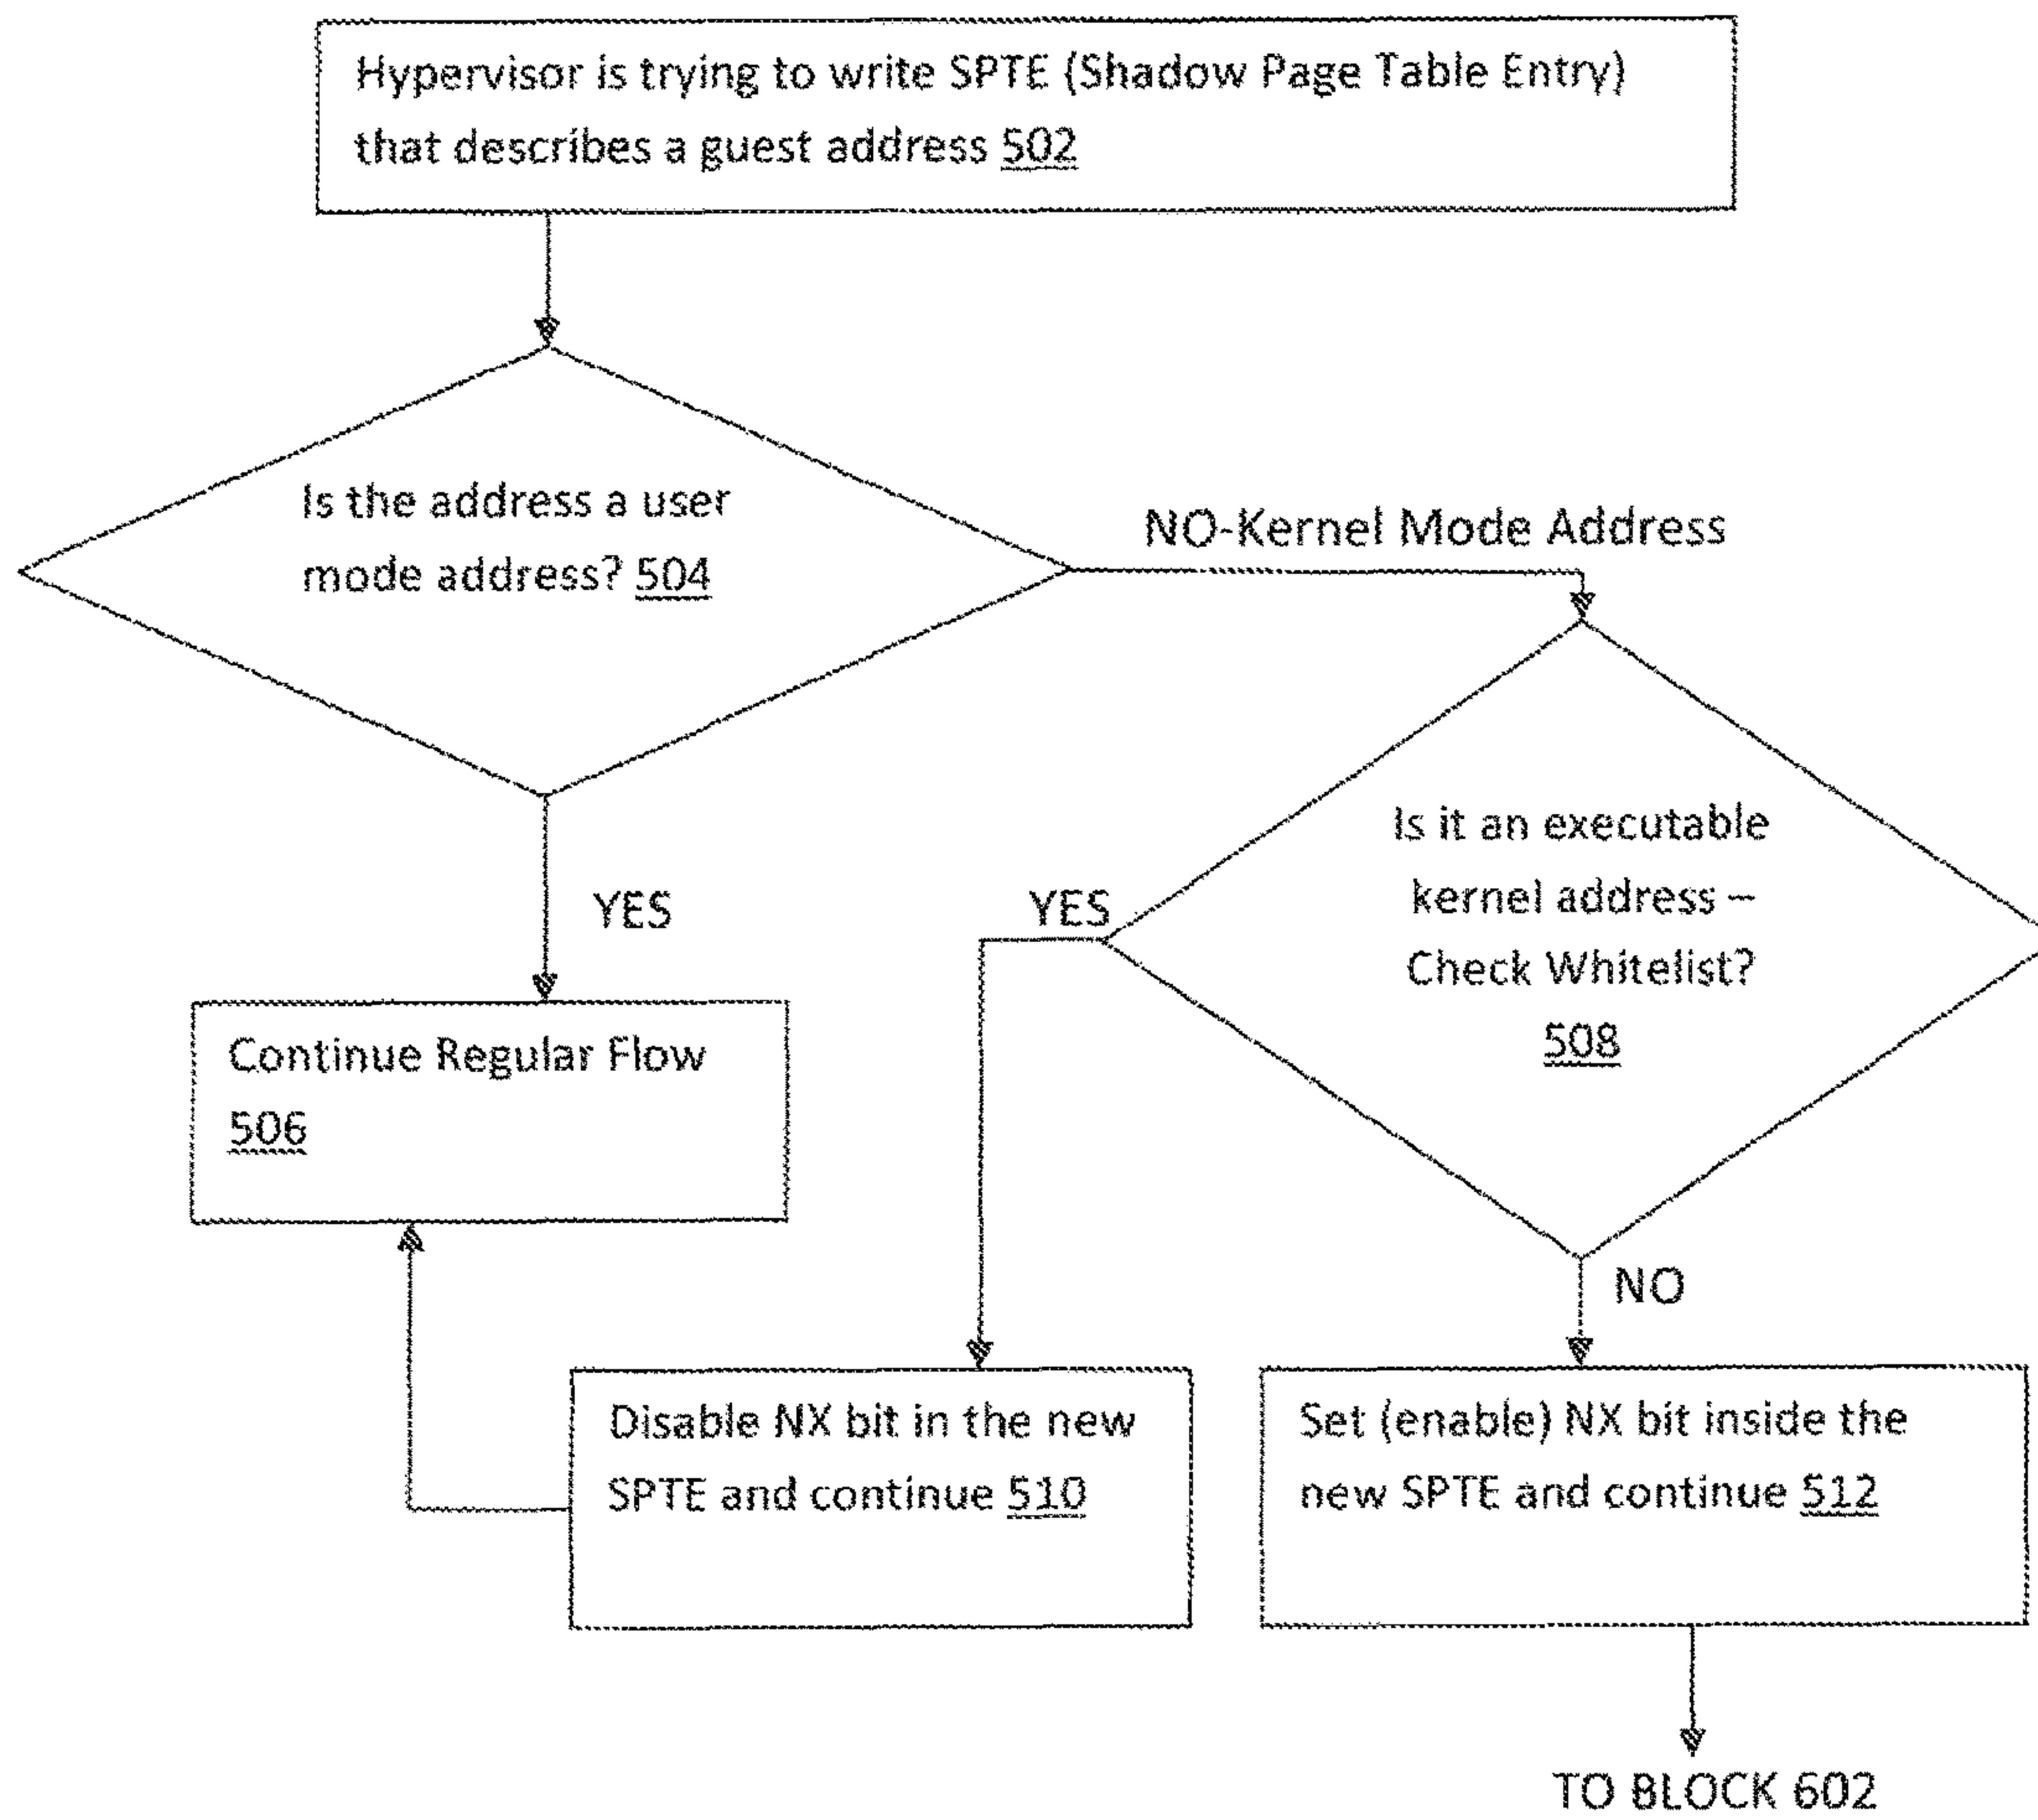 Hypervisor is trying to write SPTE (Shadow Page Table Entry)
that describes a guest address 502
Is the address a user
mode address? 504
NO-Kernel Mode Address
Is it an executable
kernel address –
Check Whitelist?
508
YES
YES
Continue Regular Flow
506
NO
Disable NX bit in the new
SPTE and continue 510
Set (enable) NX bit inside the
new SPTE and continue 512
TO BLOCK 602